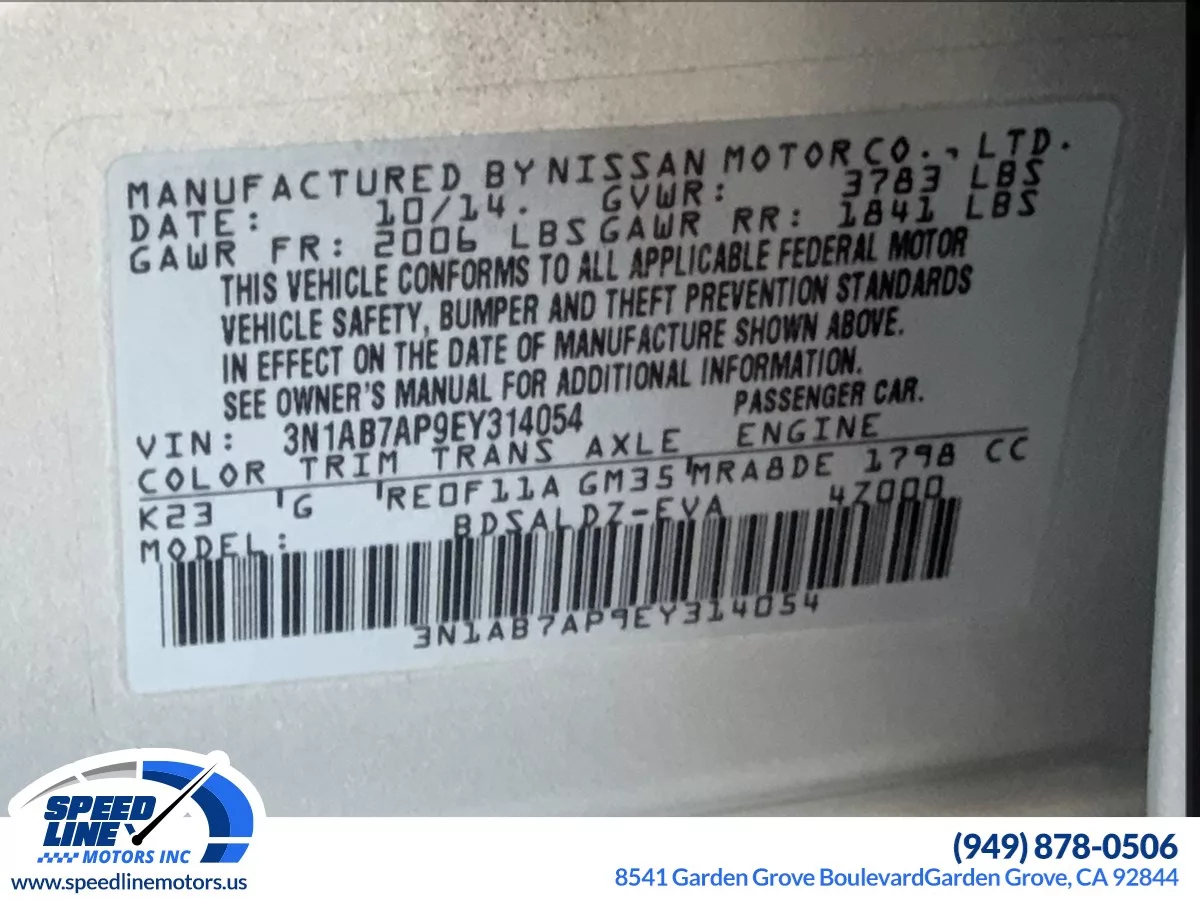 MANUFACTURED BY NISSAN MOTOR CO., LTD.
DATE: 10/14. GVWR: 3783 LBS
GAWR FR: 2006 LBS GAWR RR: 1841 LBS
THIS VEHICLE CONFORMS TO ALL APPLICABLE FEDERAL MOTOR
VEHICLE SAFETY, BUMPER AND THEFT PREVENTION STANDARDS
IN EFFECT ON THE DATE OF MANUFACTURE SHOWN ABOVE.
SEE OWNER'S MANUAL FOR ADDITIONAL INFORMATION.
VIN: 3N1AB7AP9EY314054 PASSENGER CAR.
COLOR TRIM TRANS AXLE ENGINE
K23 G RE0F11A GM35 MRA8DE 1798 CC
MODEL: BDSALDZ-EVA 4Z000
3N1AB7AP9EY314054
SPEED
LINE
MOTORS INC
www.speedlinemotors.us
(949) 878-0506
8541 Garden Grove BoulevardGarden Grove, CA 92844